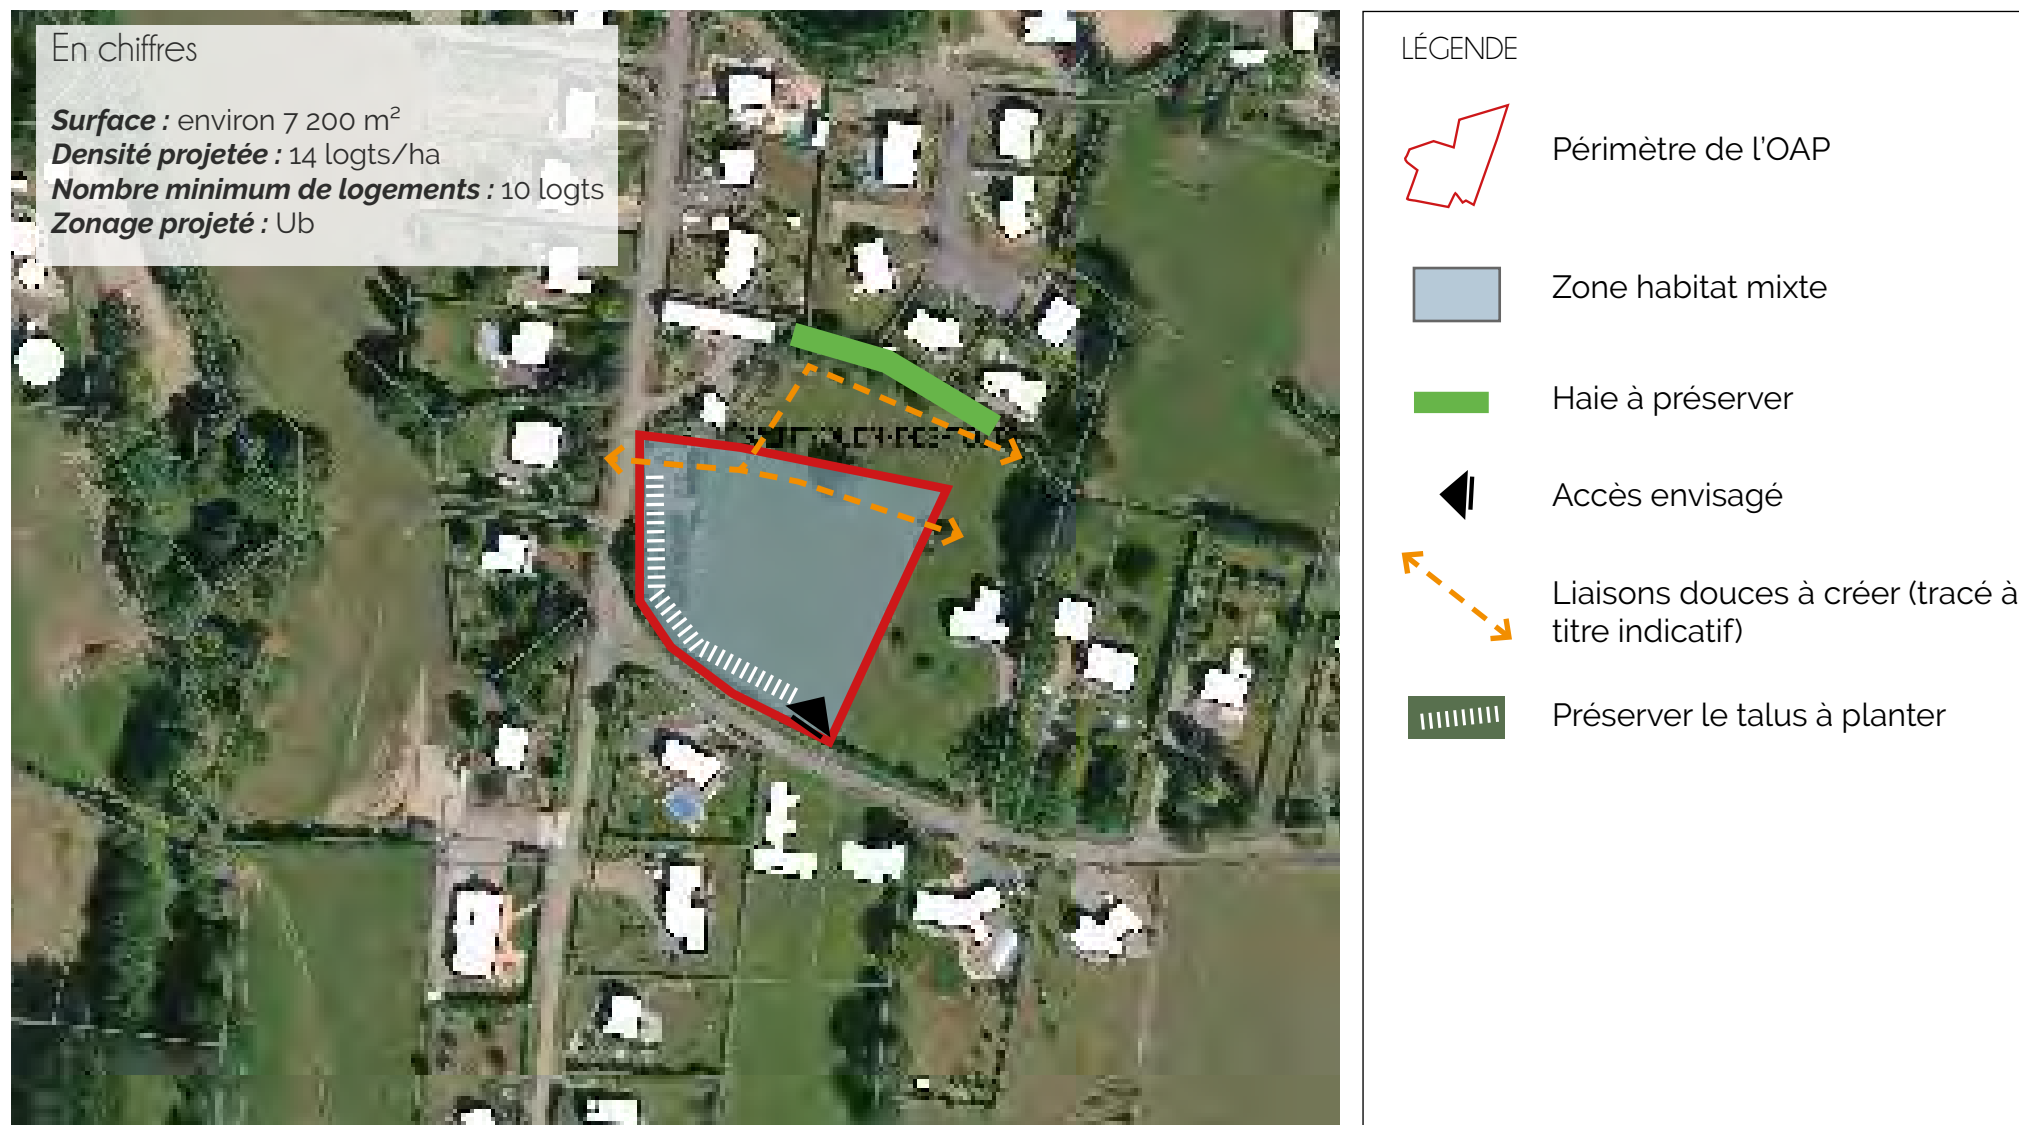 En chiffres
Surface : environ 7 200 m²
Densité projetée : 14 logts/ha
Nombre minimum de logements : 10 logts
Zonage projeté : Ub
LÉGENDE
Périmètre de l'OAP
Zone habitat mixte
Haie à préserver
Accès envisagé
Liaisons douces à créer (tracé à
titre indicatif)
Préserver le talus à planter